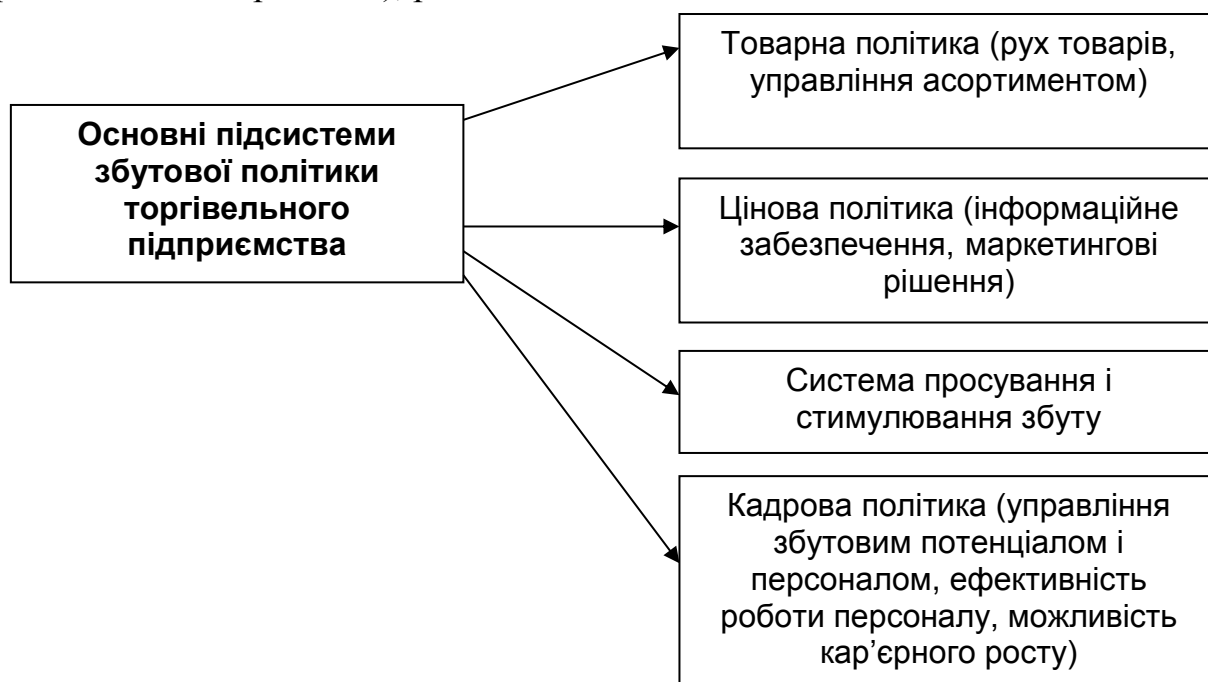 Основні підсистеми
збутової політики
торгівельного
підприємства
Товарна політика (рух товарів,
управління асортиментом)
Цінова політика (інформаційне
забезпечення, маркетингові
рішення)
Система просування і
стимулювання збуту
Кадрова політика (управління
збутовим потенціалом і
персоналом, ефективність
роботи персоналу, можливість
кар’єрного росту)